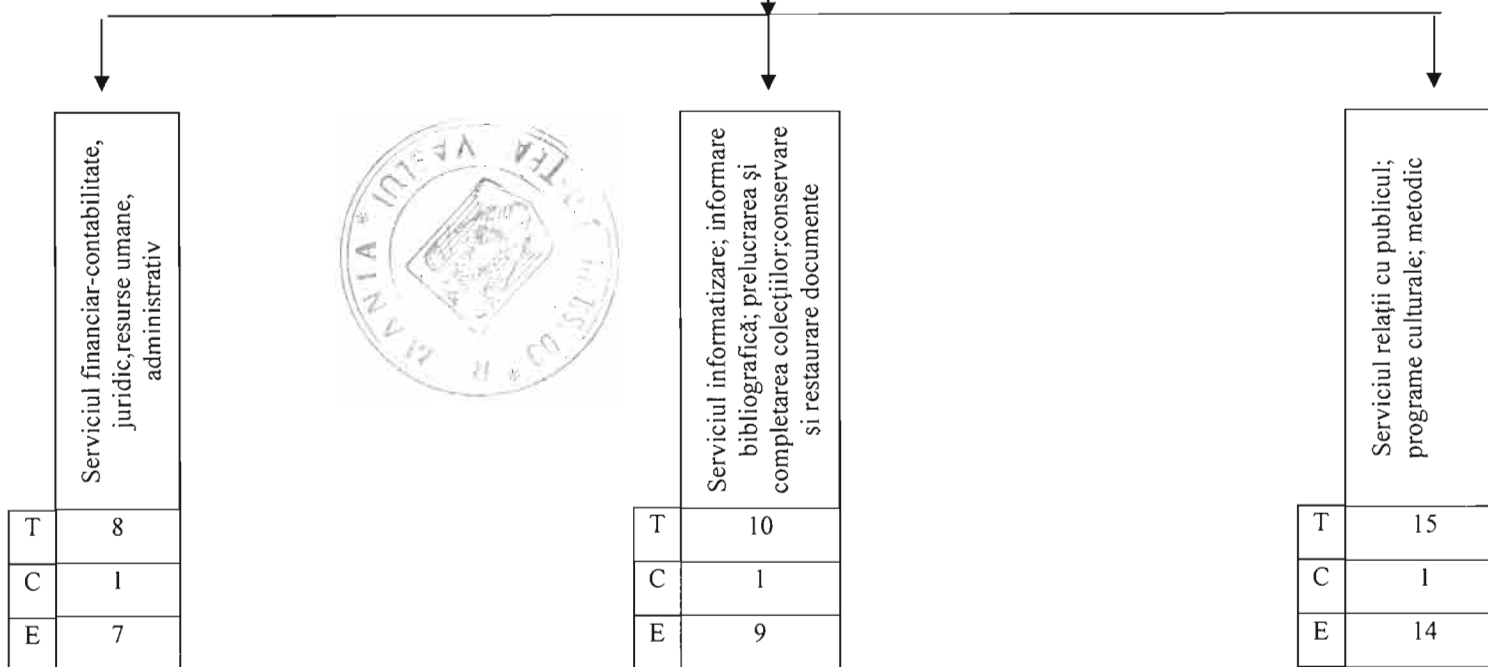 Serviciul financiar-contabilitate,
juridic,resurse umane,
administrativ
T 8
C 1
E 7
VASLUI
Serviciul informatizare; informare
bibliografică; prelucrarea și
completarea colecțiilor;conservare
și restaurare documente
T 10
C 1
E 9
Serviciul relații cu publicul;
programe culturale; metodic
T 15
C 1
E 14